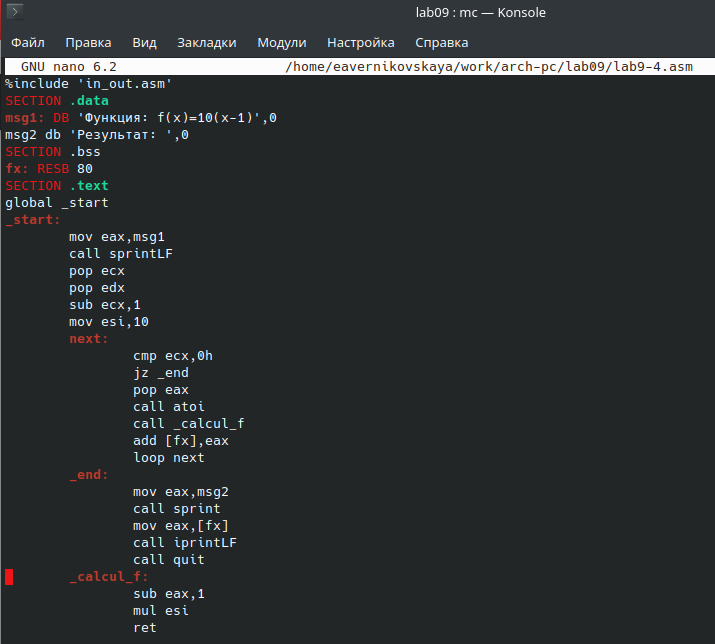 lab09 : mc — Konsole
Файл Правка Вид Закладки Модули Настройка Справка
GNU nano 6.2 /home/eavernikovskaya/work/arch-pc/lab09/lab9-4.asm
%include 'in_out.asm'
SECTION .data
msg1: DB 'Функция: f(x)=10(x-1)',0
msg2 db 'Результат: ',0
SECTION .bss
fx: RESB 80
SECTION .text
global _start
_start:
mov eax,msg1
call sprintLF
pop ecx
pop edx
sub ecx,1
mov esi,10
next:
cmp ecx,0h
jz _end
pop eax
call atoi
call _calcul_f
add [fx],eax
loop next
_end:
mov eax,msg2
call sprint
mov eax,[fx]
call iprintLF
call quit
_calcul_f:
sub eax,1
mul esi
ret